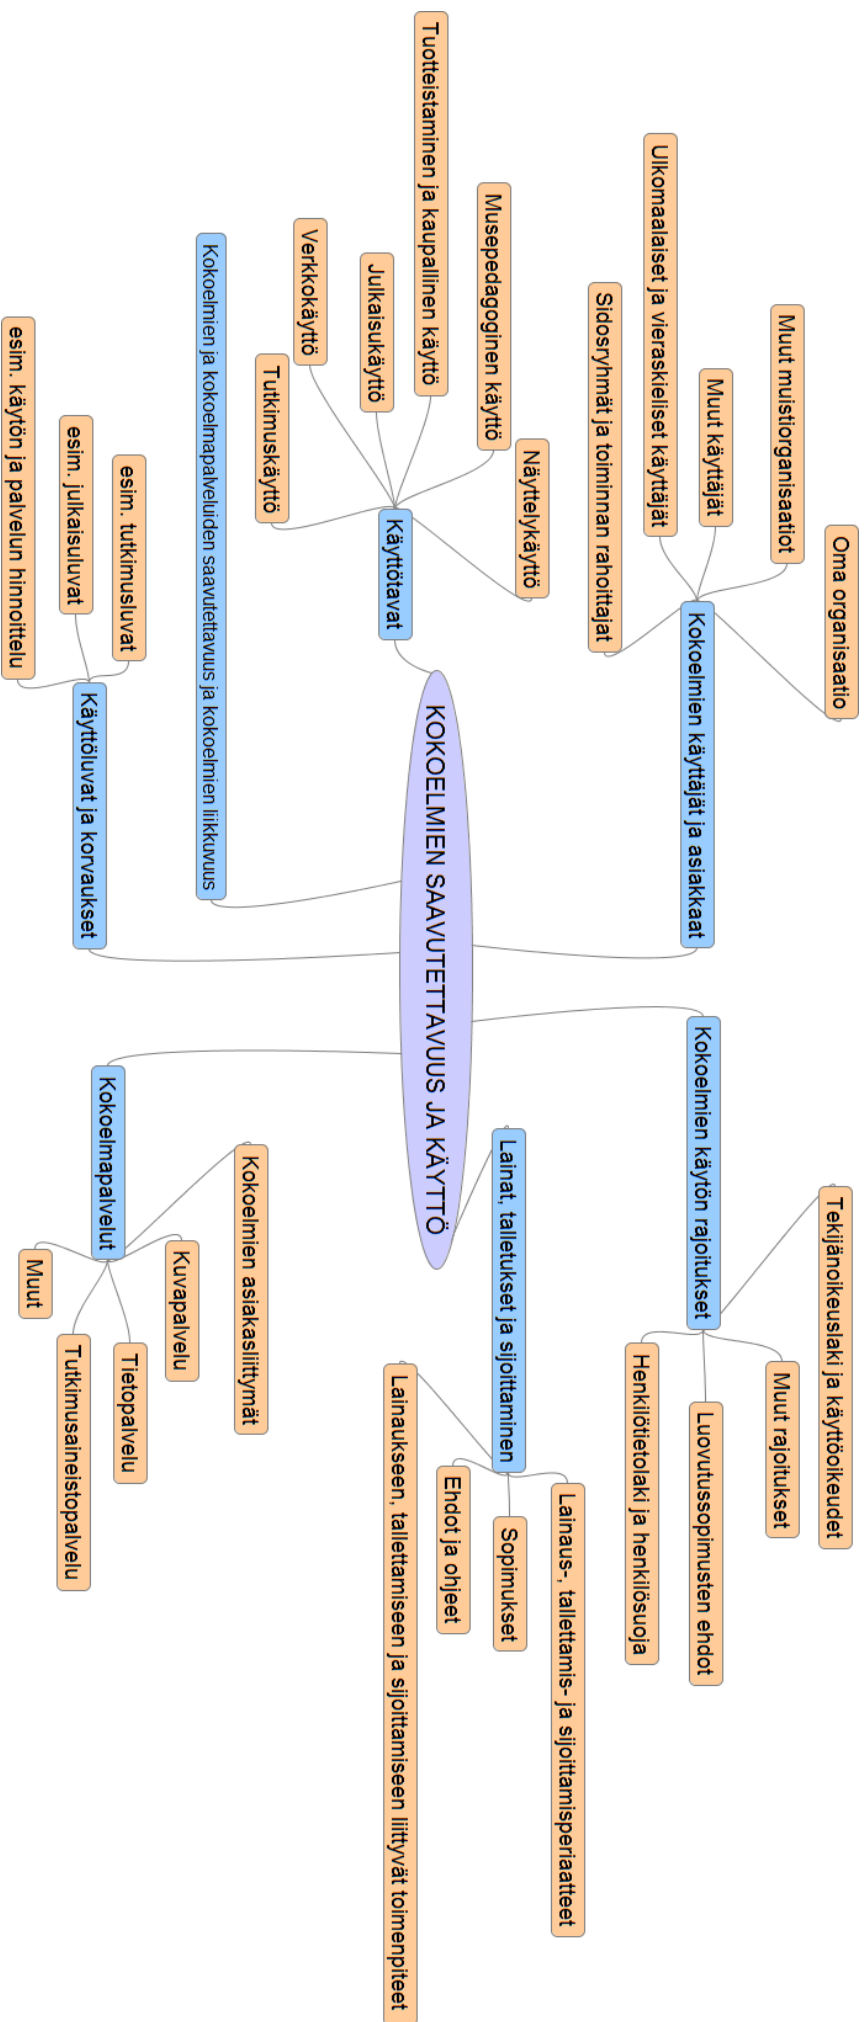 KOKOELMIEN SAAVUTETTAVUUS JA KÄYTTÖ
Kokoelmien käyttäjät ja asiakkaat
Oma organisaatio
Muut muistiorganisaatiot
Muut käyttäjät
Ulkomaalaiset ja vieraskieliset käyttäjät
Sidosryhmät ja toiminnan rahoittajat
Käyttötavat
Näyttelykäyttö
Musepedagoginen käyttö
Tuotteistaminen ja kaupallinen käyttö
Julkaisukäyttö
Verkkokäyttö
Tutkimuskäyttö
Kokoelmien ja kokoelmapalveluiden saavutettavuus ja kokoelmien liikkuvuus
Käyttöluvat ja korvaukset
esim. tutkimusluvat
esim. julkaisuluvat
esim. käytön ja palvelun hinnoittelu
Kokoelmien käytön rajoitukset
Tekijänoikeuslaki ja käyttöoikeudet
Muut rajoitukset
Luovutussopimusten ehdot
Henkilötietolaki ja henkilösuoja
Lainat, talletukset ja sijoittaminen
Lainaus-, tallettamis- ja sijoittamisperiaatteet
Sopimukset
Ehdot ja ohjeet
Lainaukseen, tallettamiseen ja sijoittamiseen liittyvät toimenpiteet
Kokoelmapalvelut
Kokoelmien asiakasliittymät
Kuvapalvelu
Tietopalvelu
Tutkimusaineistopalvelu
Muut